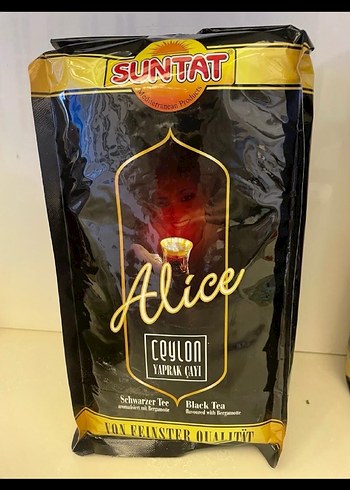 SUNTAT
Mediterranean Products
Alice
CEYLON
YAPRAK ÇAYI
Schwarzer Tee
aromatisiert mit Bergamotte
Black Tea
flavoured with Bergamotte
VON FEINSTER QUALITÄT